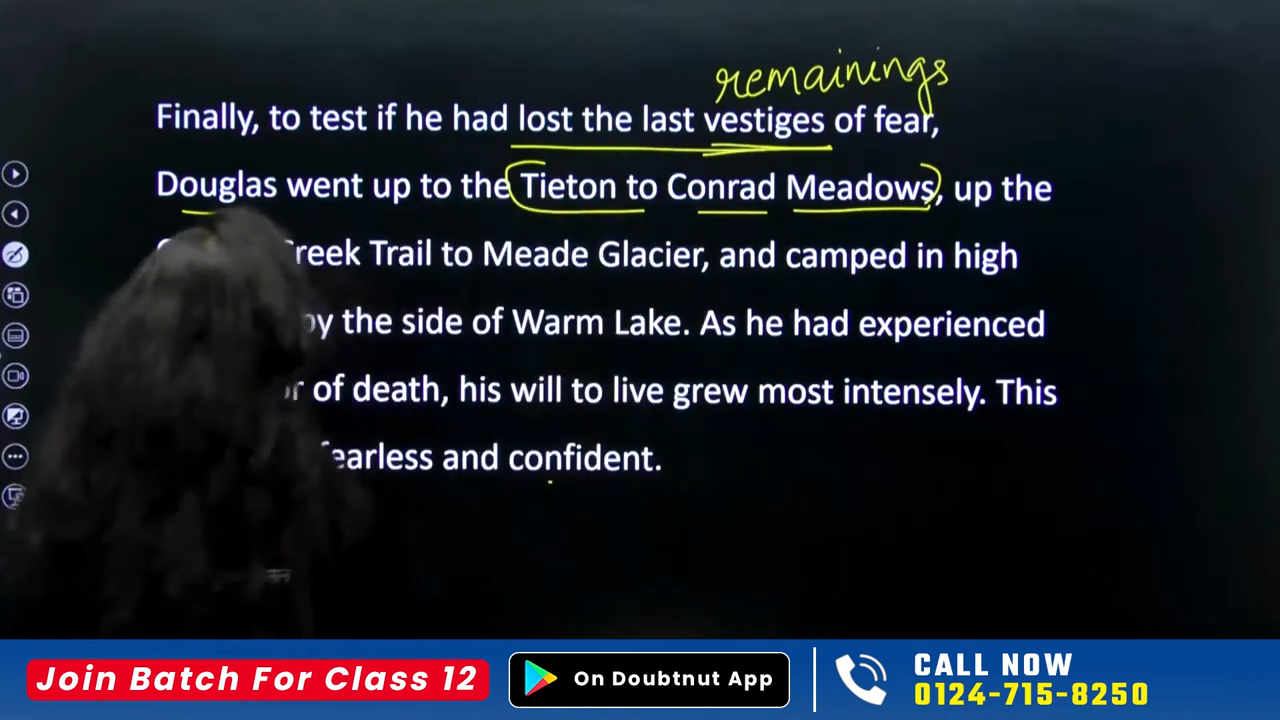 remainings
Finally, to test if he had lost the last vestiges of fear,
Douglas went up to the Tieton to Conrad Meadows, up the
Trail to Meade Glacier, and camped in high
by the side of Warm Lake. As he had experienced
of death, his will to live grew most intensely. This
fearless and confident.
Join Batch For Class 12
On Doubtnut App
CALL NOW
0124-715-8250